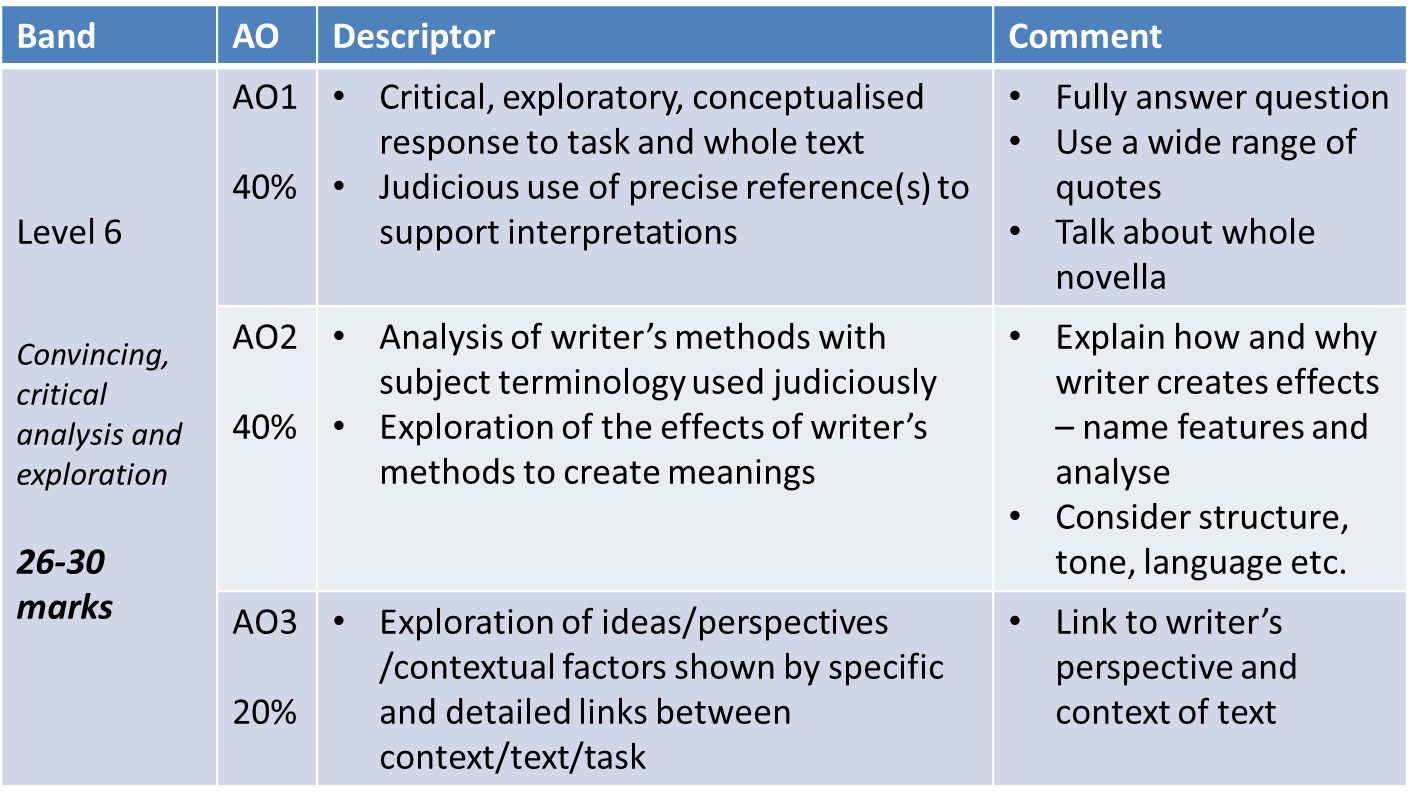 Band AO Descriptor Comment
Level 6
Convincing,
critical
analysis and
exploration
26-30
marks
AO1
40%
• Critical, exploratory, conceptualised
response to task and whole text
• Judicious use of precise reference(s) to
support interpretations
• Fully answer question
• Use a wide range of
quotes
• Talk about whole
novella
AO2
40%
• Analysis of writer’s methods with
subject terminology used judiciously
• Exploration of the effects of writer’s
methods to create meanings
• Explain how and why
writer creates effects
– name features and
analyse
• Consider structure,
tone, language etc.
AO3
20%
• Exploration of ideas/perspectives
/contextual factors shown by specific
and detailed links between
context/text/task
• Link to writer’s
perspective and
context of text